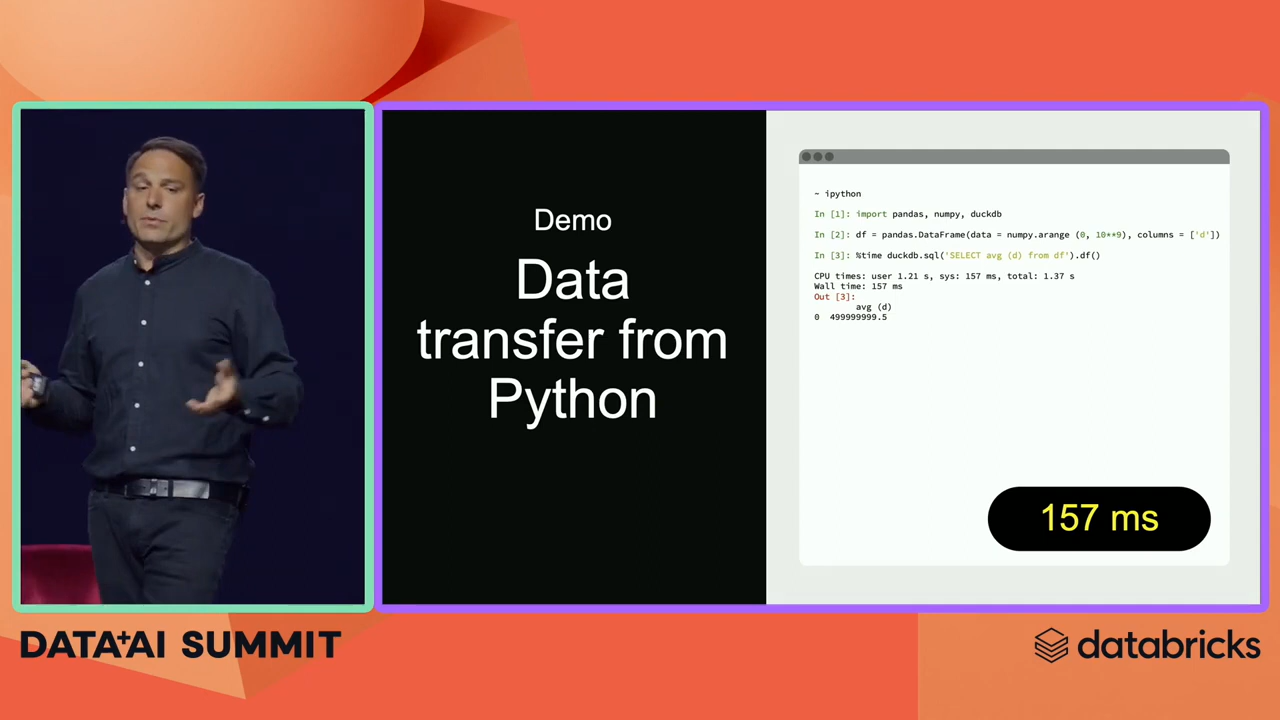 Demo
Data
transfer from
Python
~ ipython
In [1]: import pandas, numpy, duckdb
In [2]: df = pandas.DataFrame(data = numpy.arange (0, 10**9), columns = ['d'])
In [3]: %time duckdb.sql('SELECT avg (d) from df').df()
CPU times: user 1.21 s, sys: 157 ms, total: 1.37 s
Wall time: 157 ms
Out [3]:
avg (d)
0 499999999.5
157 ms
DATA+AI SUMMIT
databricks